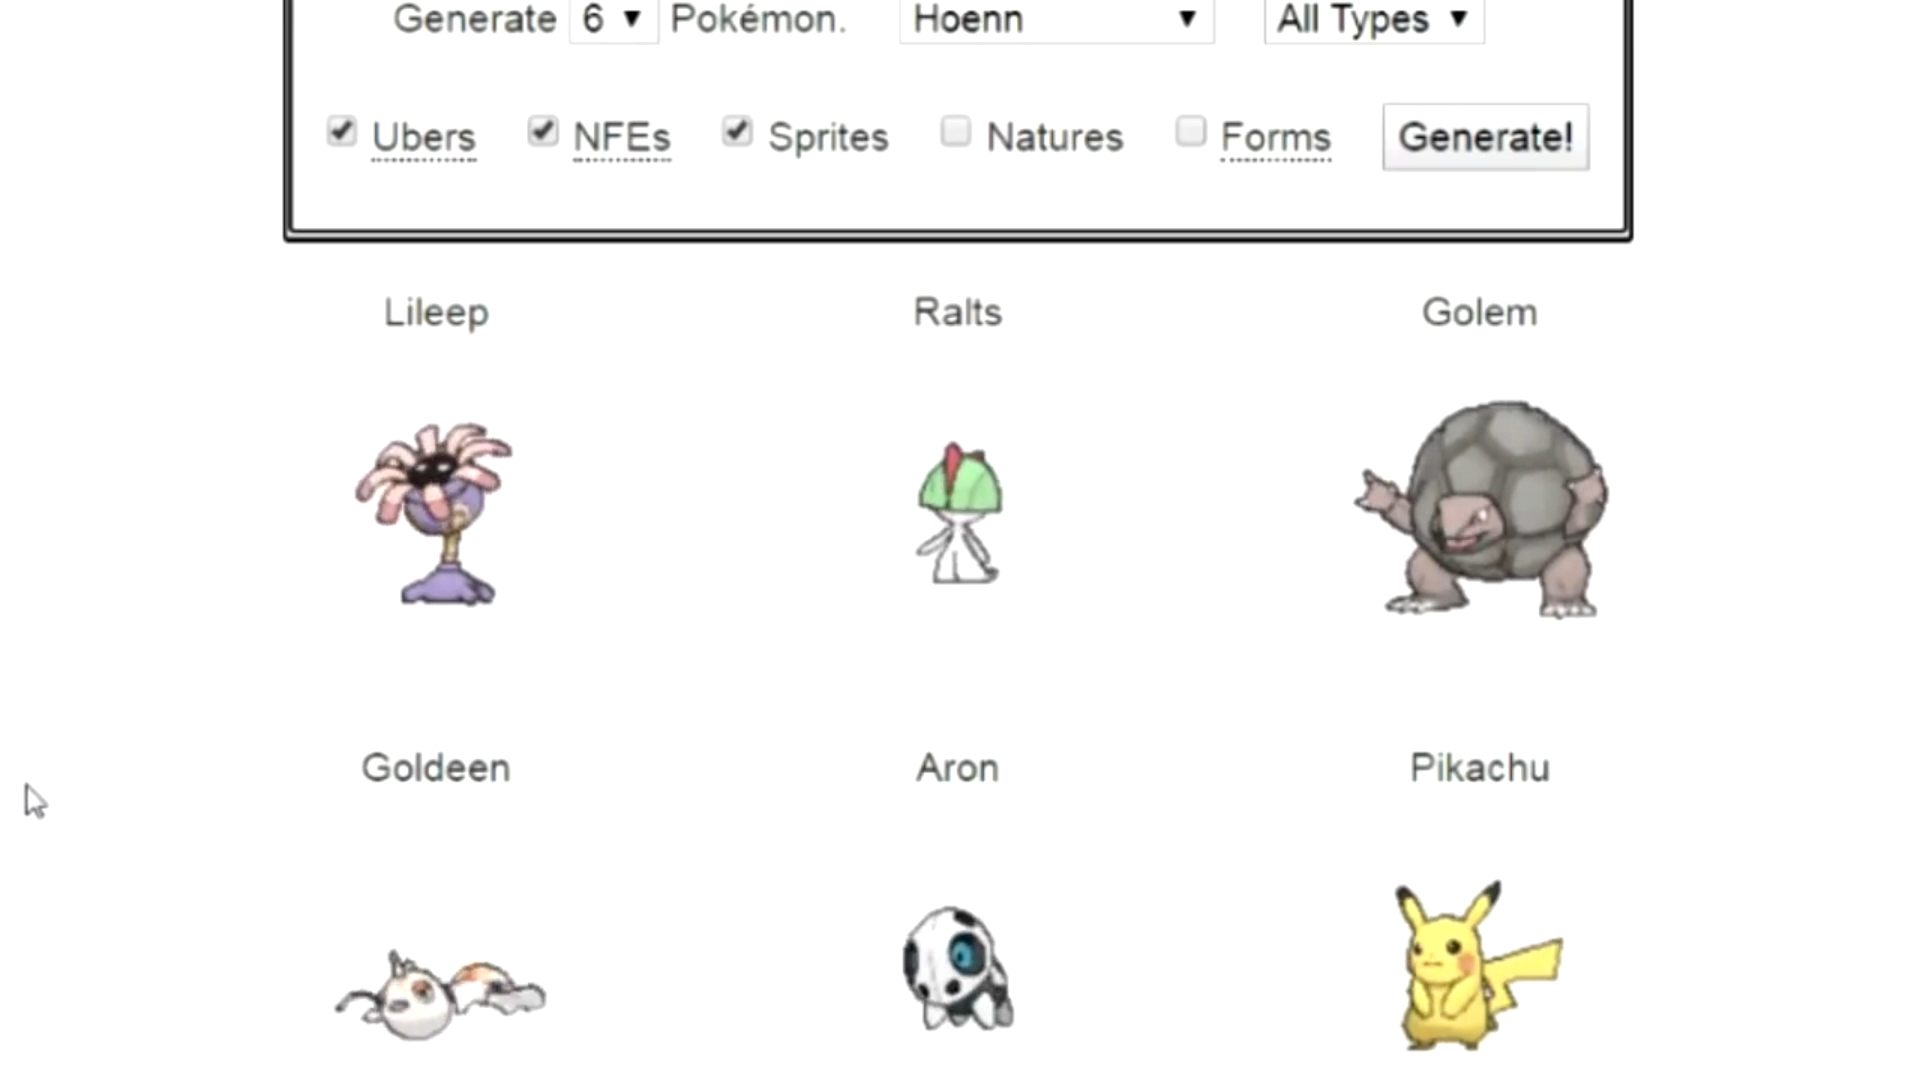 Generate 6 ▼ Pokémon. Hoenn ▼ All Types ▼
Ubers NFEs Sprites Natures Forms Generate!
Lileep Ralts Golem
Goldeen Aron Pikachu